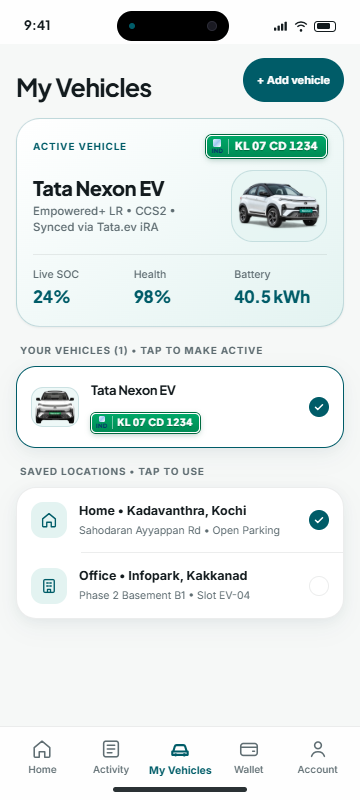 9:41
My Vehicles
+ Add vehicle
ACTIVE VEHICLE
IND KL 07 CD 1234
Tata Nexon EV
Empowered+ LR • CCS2 •
Synced via Tata.ev iRA
Live SOC
24%
Health
98%
Battery
40.5 kWh
YOUR VEHICLES (1) • TAP TO MAKE ACTIVE
Tata Nexon EV
IND KL 07 CD 1234
SAVED LOCATIONS • TAP TO USE
Home • Kadavanthra, Kochi
Sahodaran Ayyappan Rd • Open Parking
Office • Infopark, Kakkanad
Phase 2 Basement B1 • Slot EV-04
Home
Activity
My Vehicles
Wallet
Account